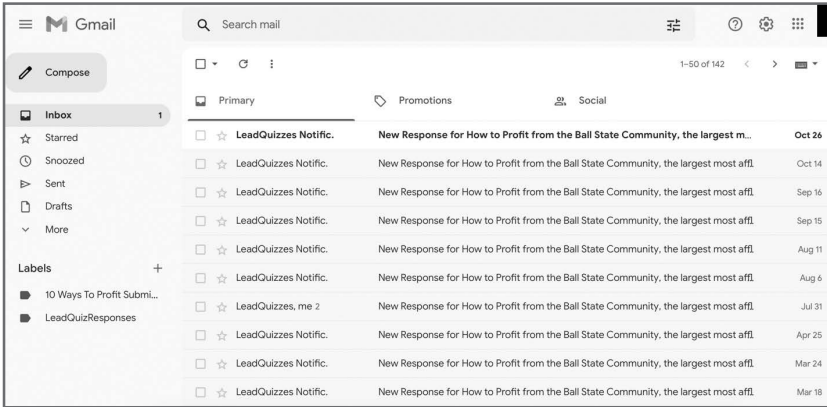 Gmail
Search mail
Compose
1–50 of 142
Primary
Promotions
Social
Inbox 1
Starred
Snoozed
Sent
Drafts
More
Labels +
10 Ways To Profit Submi...
LeadQuizResponses
LeadQuizzes Notific. New Response for How to Profit from the Ball State Community, the largest m... Oct 26
LeadQuizzes Notific. New Response for How to Profit from the Ball State Community, the largest most affl Oct 14
LeadQuizzes Notific. New Response for How to Profit from the Ball State Community, the largest most affl Sep 16
LeadQuizzes Notific. New Response for How to Profit from the Ball State Community, the largest most affl Sep 15
LeadQuizzes Notific. New Response for How to Profit from the Ball State Community, the largest most affl Aug 11
LeadQuizzes Notific. New Response for How to Profit from the Ball State Community, the largest most affl Aug 6
LeadQuizzes, me 2 New Response for How to Profit from the Ball State Community, the largest most affl Jul 31
LeadQuizzes Notific. New Response for How to Profit from the Ball State Community, the largest most affl Apr 25
LeadQuizzes Notific. New Response for How to Profit from the Ball State Community, the largest most affl Mar 24
LeadQuizzes Notific. New Response for How to Profit from the Ball State Community, the largest most affl Mar 18